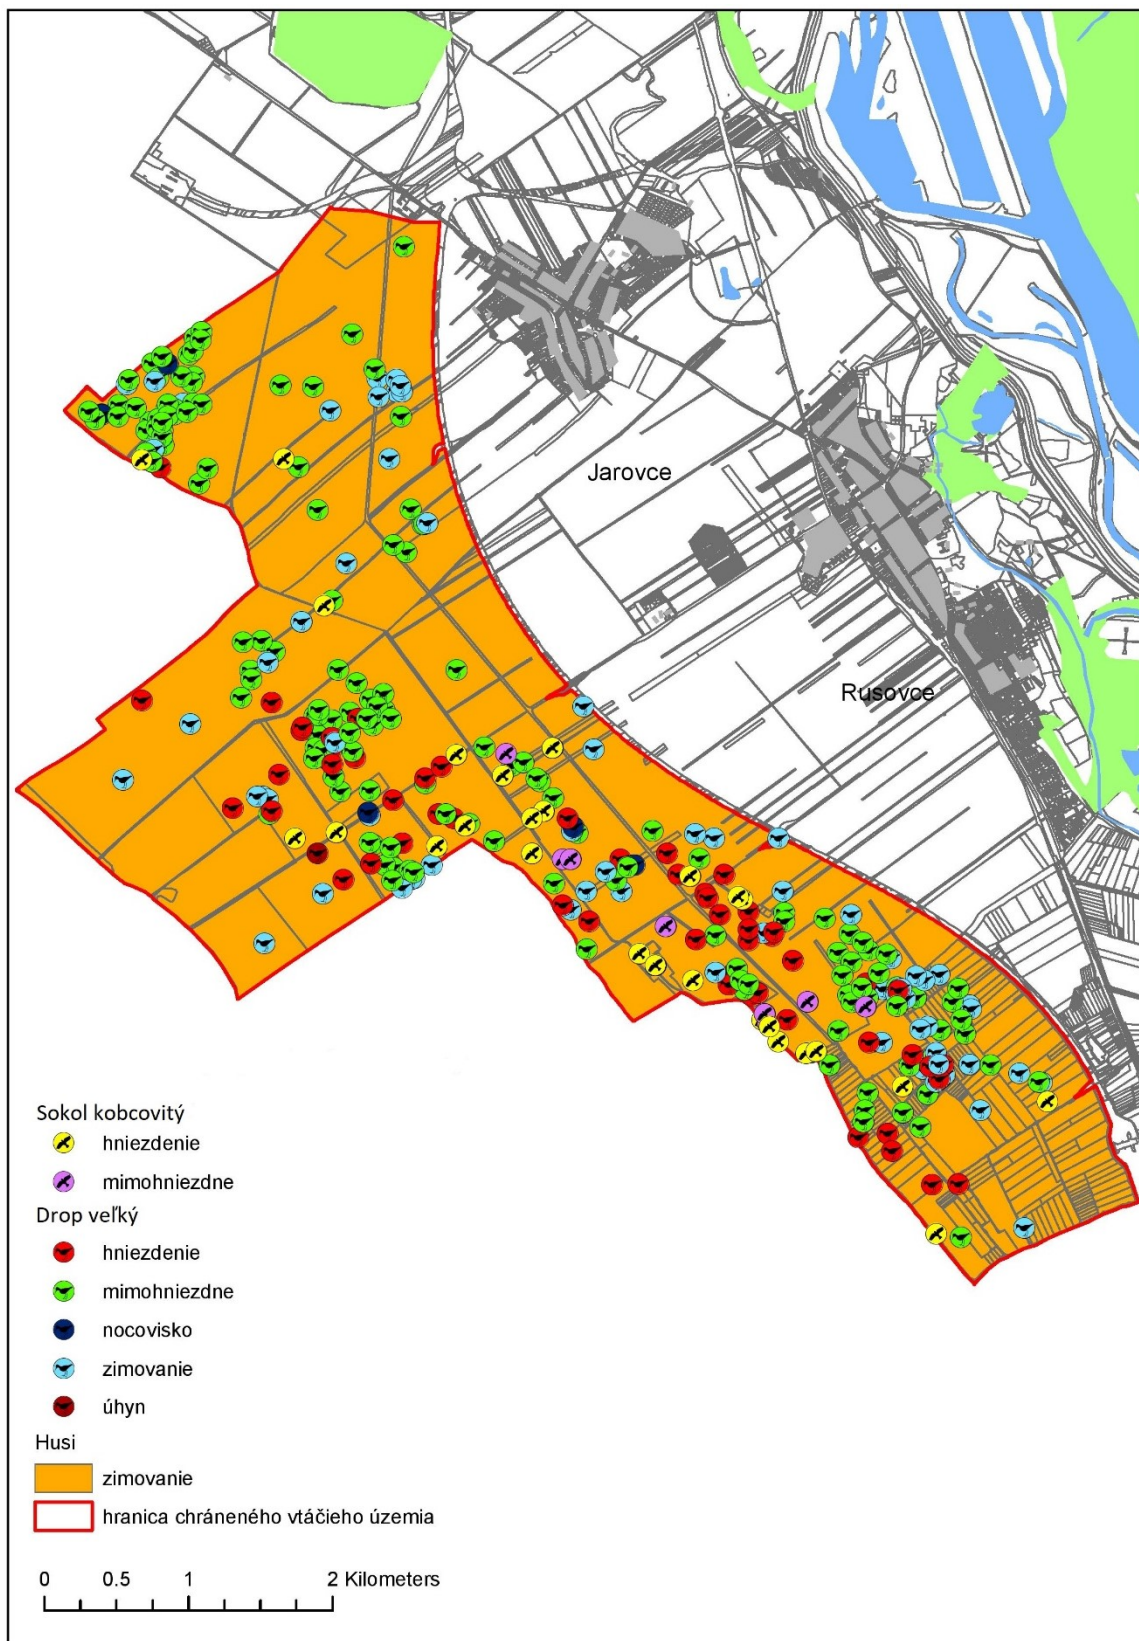 Jarovce
Rusovce
Sokol kobcovitý
hniezdenie
mimohniezdne
Drop veľký
hniezdenie
mimohniezdne
nocovisko
zimovanie
úhyn
Husi
zimovanie
hranica chráneného vtáčieho územia
0 0.5 1 2 Kilometers